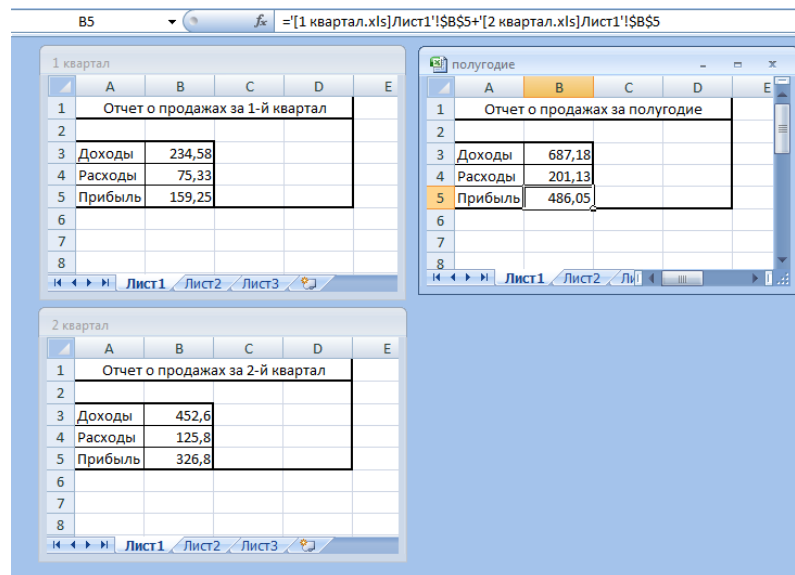 B5 fx ='[1 квартал.xls]Лист1'!$B$5+'[2 квартал.xls]Лист1'!$B$5
1 квартал
A B C D E
1 Отчет о продажах за 1-й квартал
2
3 Доходы 234,58
4 Расходы 75,33
5 Прибыль 159,25
6
7
8
Лист1 Лист2 Лист3
полугодие
A B C D E
1 Отчет о продажах за полугодие
2
3 Доходы 687,18
4 Расходы 201,13
5 Прибыль 486,05
6
7
8
Лист1 Лист2
2 квартал
A B C D E
1 Отчет о продажах за 2-й квартал
2
3 Доходы 452,6
4 Расходы 125,8
5 Прибыль 326,8
6
7
8
Лист1 Лист2 Лист3